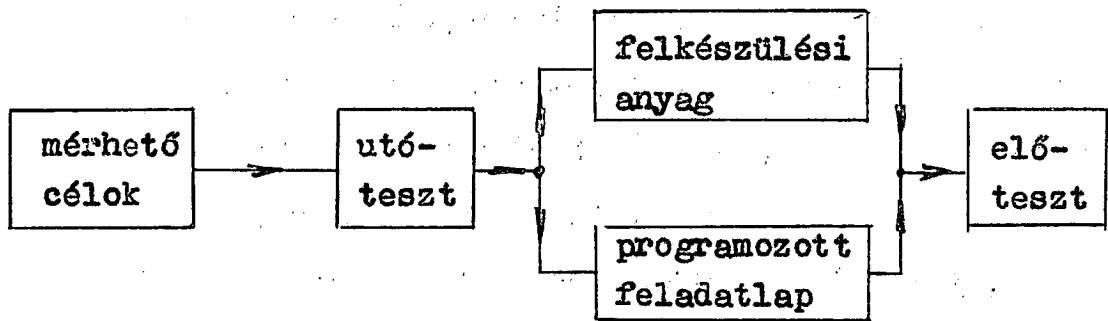 mérhető
célok
utó-
teszt
felkészülési
anyag
programozott
feladatlap
elő-
teszt